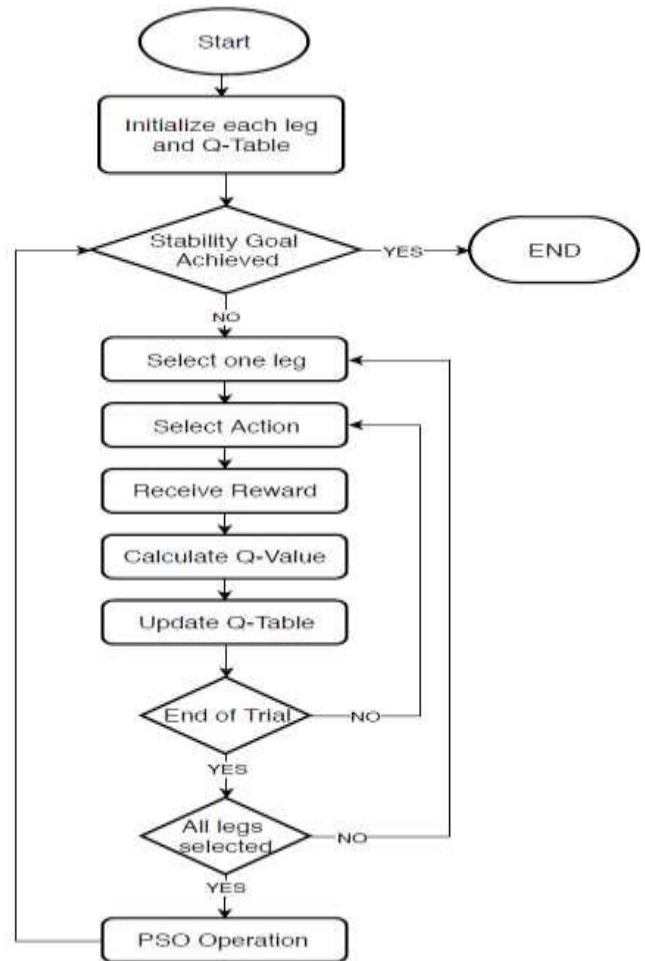 Start
Initialize each leg
and Q-Table
Stability Goal
Achieved
YES
END
NO
Select one leg
Select Action
Receive Reward
Calculate Q-Value
Update Q-Table
End of Trial
NO
YES
All legs
selected
NO
YES
PSO Operation